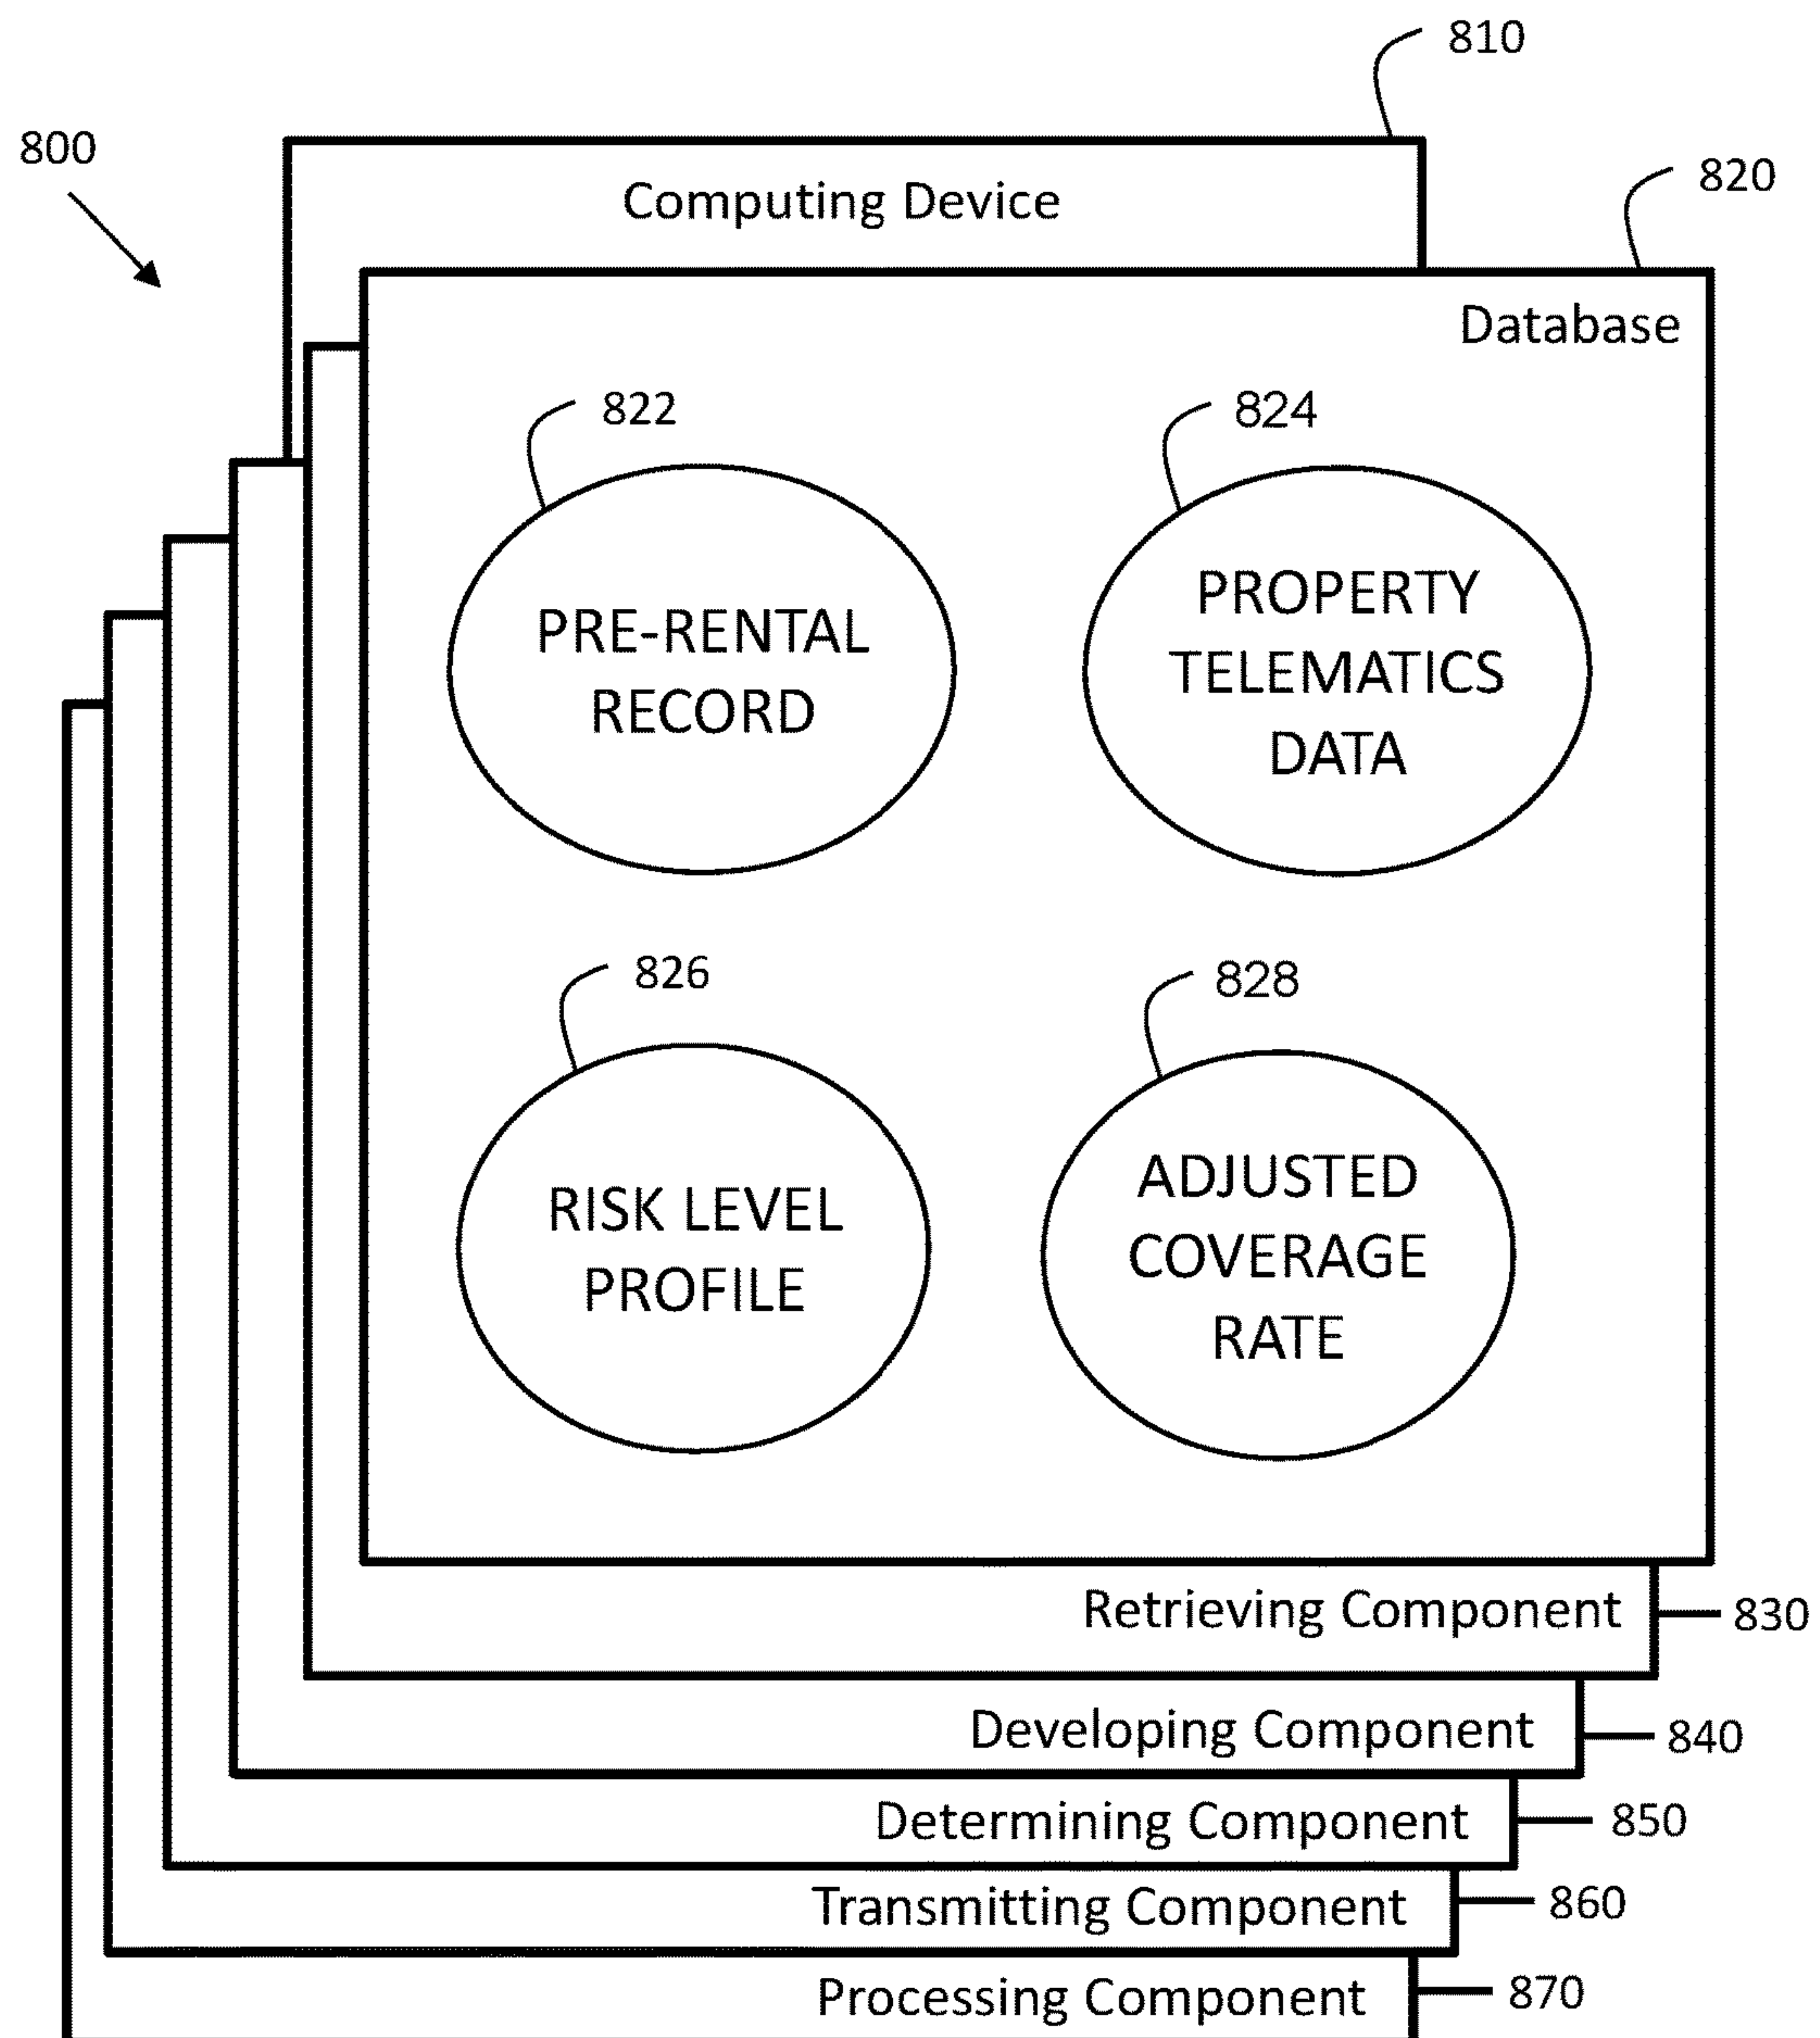 810
800
Computing Device
820
Database
822
824
PRE-RENTAL
RECORD
PROPERTY
TELEMATICS
DATA
826
828
RISK LEVEL
PROFILE
ADJUSTED
COVERAGE
RATE
Retrieving Component
830
Developing Component
840
Determining Component
850
Transmitting Component
860
Processing Component
870